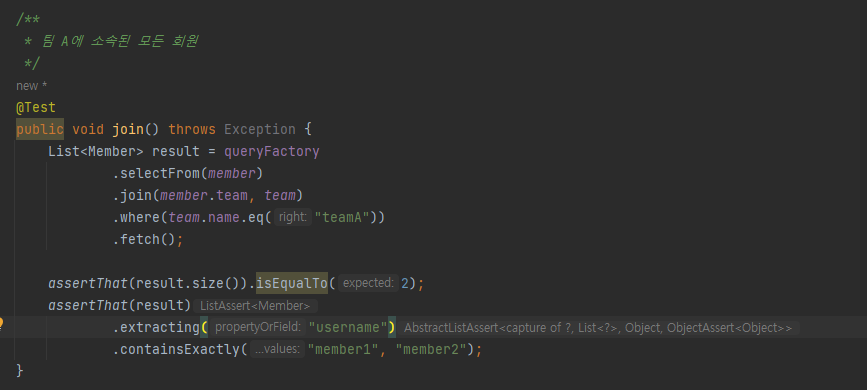 /**
 * 팀 A에 소속된 모든 회원
 */
new *
@Test
public void join() throws Exception {
    List<Member> result = queryFactory
            .selectFrom(member)
            .join(member.team, team)
            .where(team.name.eq( right: "teamA"))
            .fetch();
    assertThat(result.size()).isEqualTo( expected: 2);
    assertThat(result) ListAssert<Member>
            .extracting( propertyOrField: "username") AbstractListAssert<capture of ?, List<?>, Object, ObjectAssert<Object>>
            .containsExactly( ...values: "member1", "member2");
}